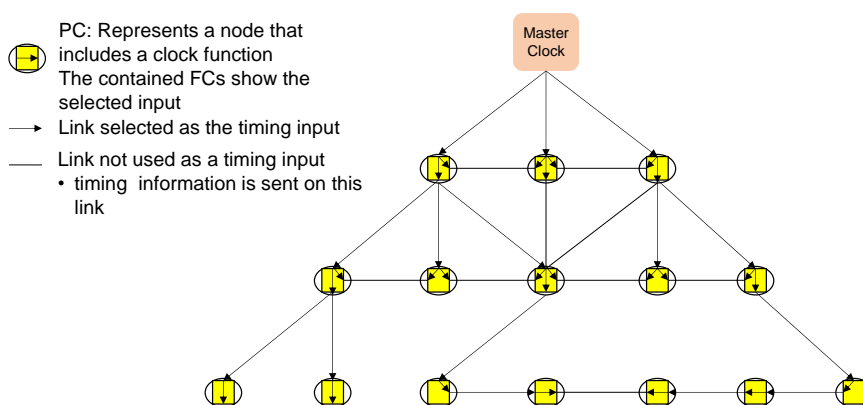 PC: Represents a node that
includes a clock function
The contained FCs show the
selected input
Link selected as the timing input
Link not used as a timing input
• timing information is sent on this
link
Master
Clock